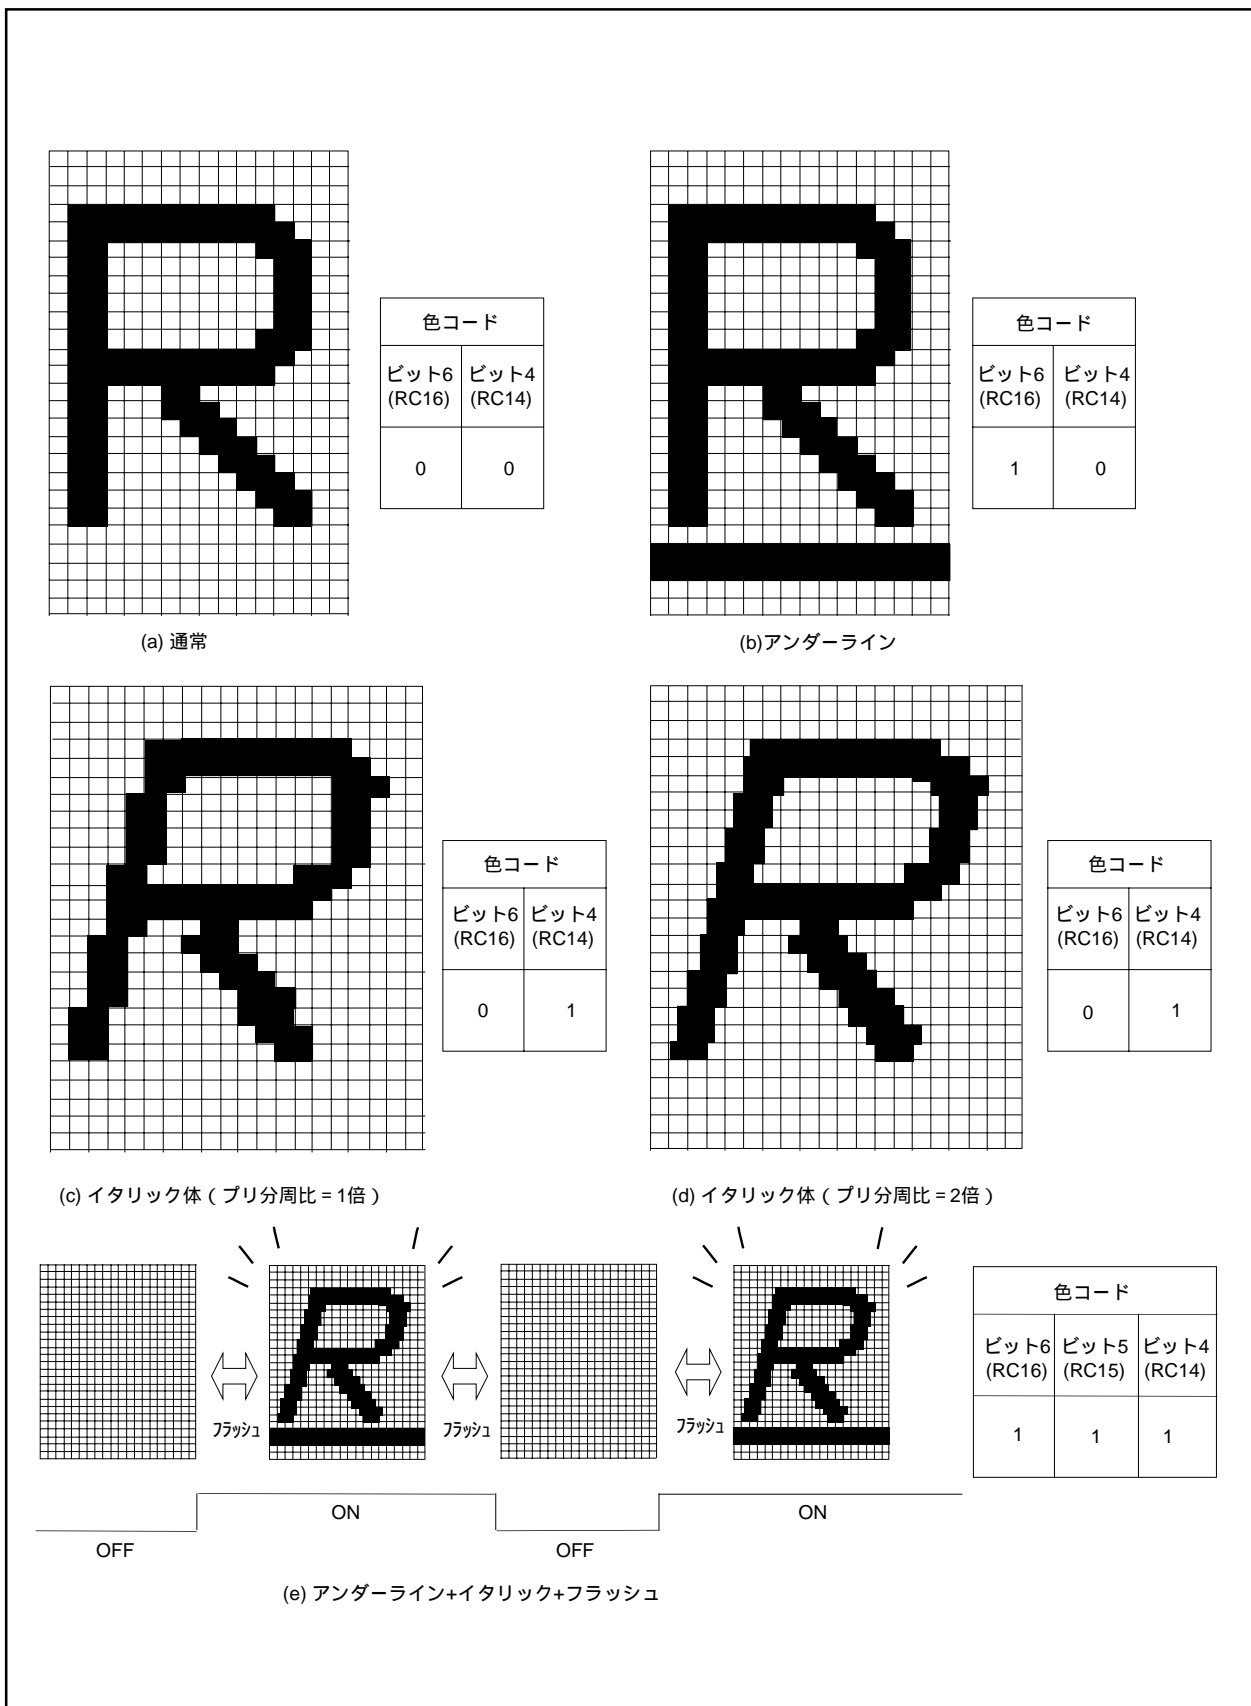 色コード
ビット6 ビット4
(RC16) (RC14)
0 0
(a) 通常
色コード
ビット6 ビット4
(RC16) (RC14)
1 0
(b)アンダーライン
色コード
ビット6 ビット4
(RC16) (RC14)
0 1
(c) イタリック体（プリ分周比 = 1倍）
色コード
ビット6 ビット4
(RC16) (RC14)
0 1
(d) イタリック体（プリ分周比 = 2倍）
フラッシュ フラッシュ フラッシュ
色コード
ビット6 ビット5 ビット4
(RC16) (RC15) (RC14)
1 1 1
ON ON
OFF OFF
(e) アンダーライン+イタリック+フラッシュ